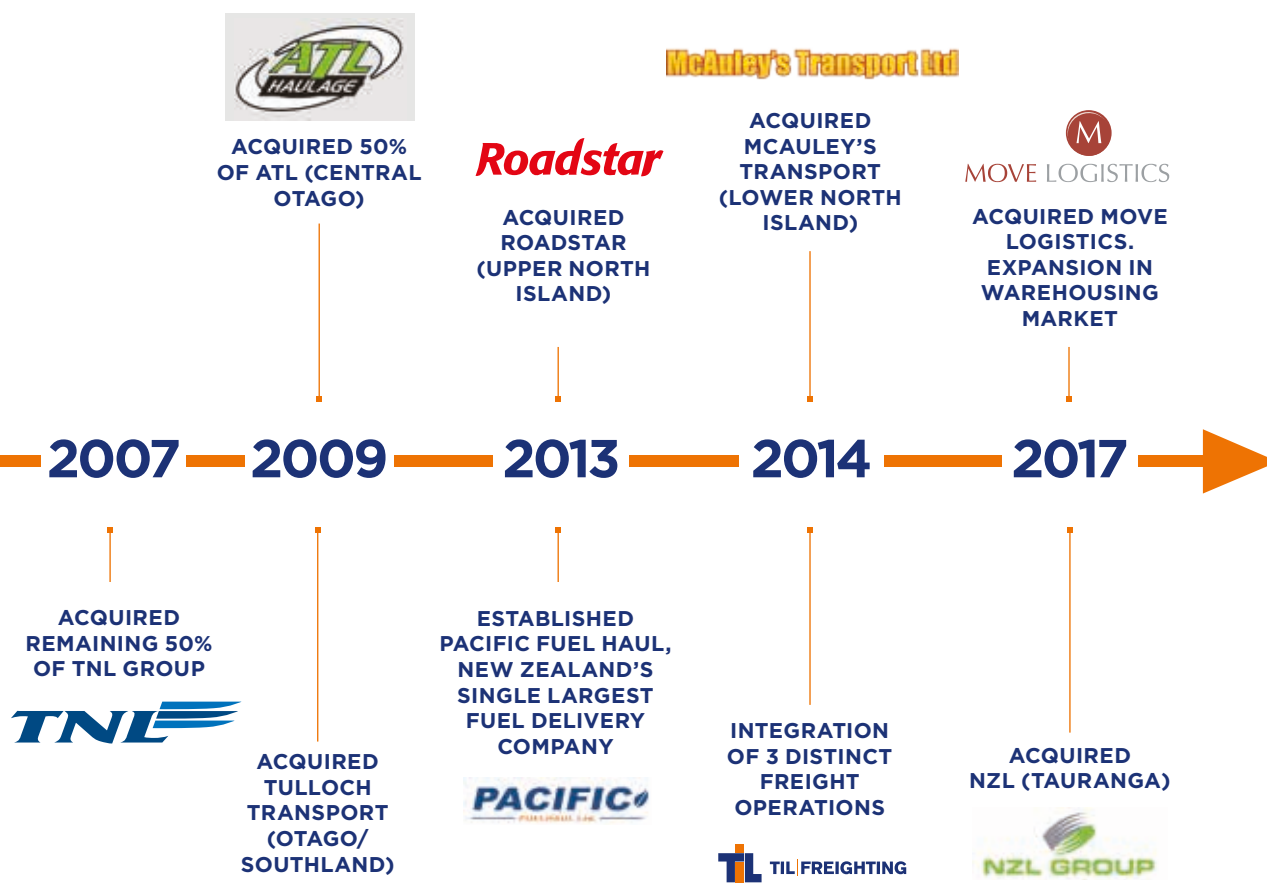 ATL
HAULAGE
ACQUIRED 50%
OF ATL (CENTRAL
OTAGO)
Roadstar
ACQUIRED
ROADSTAR
(UPPER NORTH
ISLAND)
McAuley's Transport Ltd
ACQUIRED
MCAULEY'S
TRANSPORT
(LOWER NORTH
ISLAND)
M
MOVE LOGISTICS
ACQUIRED MOVE
LOGISTICS.
EXPANSION IN
WAREHOUSING
MARKET
2007
2009
2013
2014
2017
ACQUIRED
REMAINING 50%
OF TNL GROUP
TNL
ACQUIRED
TULLOCH
TRANSPORT
(OTAGO/
SOUTHLAND)
ESTABLISHED
PACIFIC FUEL HAUL,
NEW ZEALAND'S
SINGLE LARGEST
FUEL DELIVERY
COMPANY
PACIFIC
FUELHAUL Ltd.
INTEGRATION
OF 3 DISTINCT
FREIGHT
OPERATIONS
TIL TIL|FREIGHTING
ACQUIRED
NZL (TAURANGA)
NZL GROUP